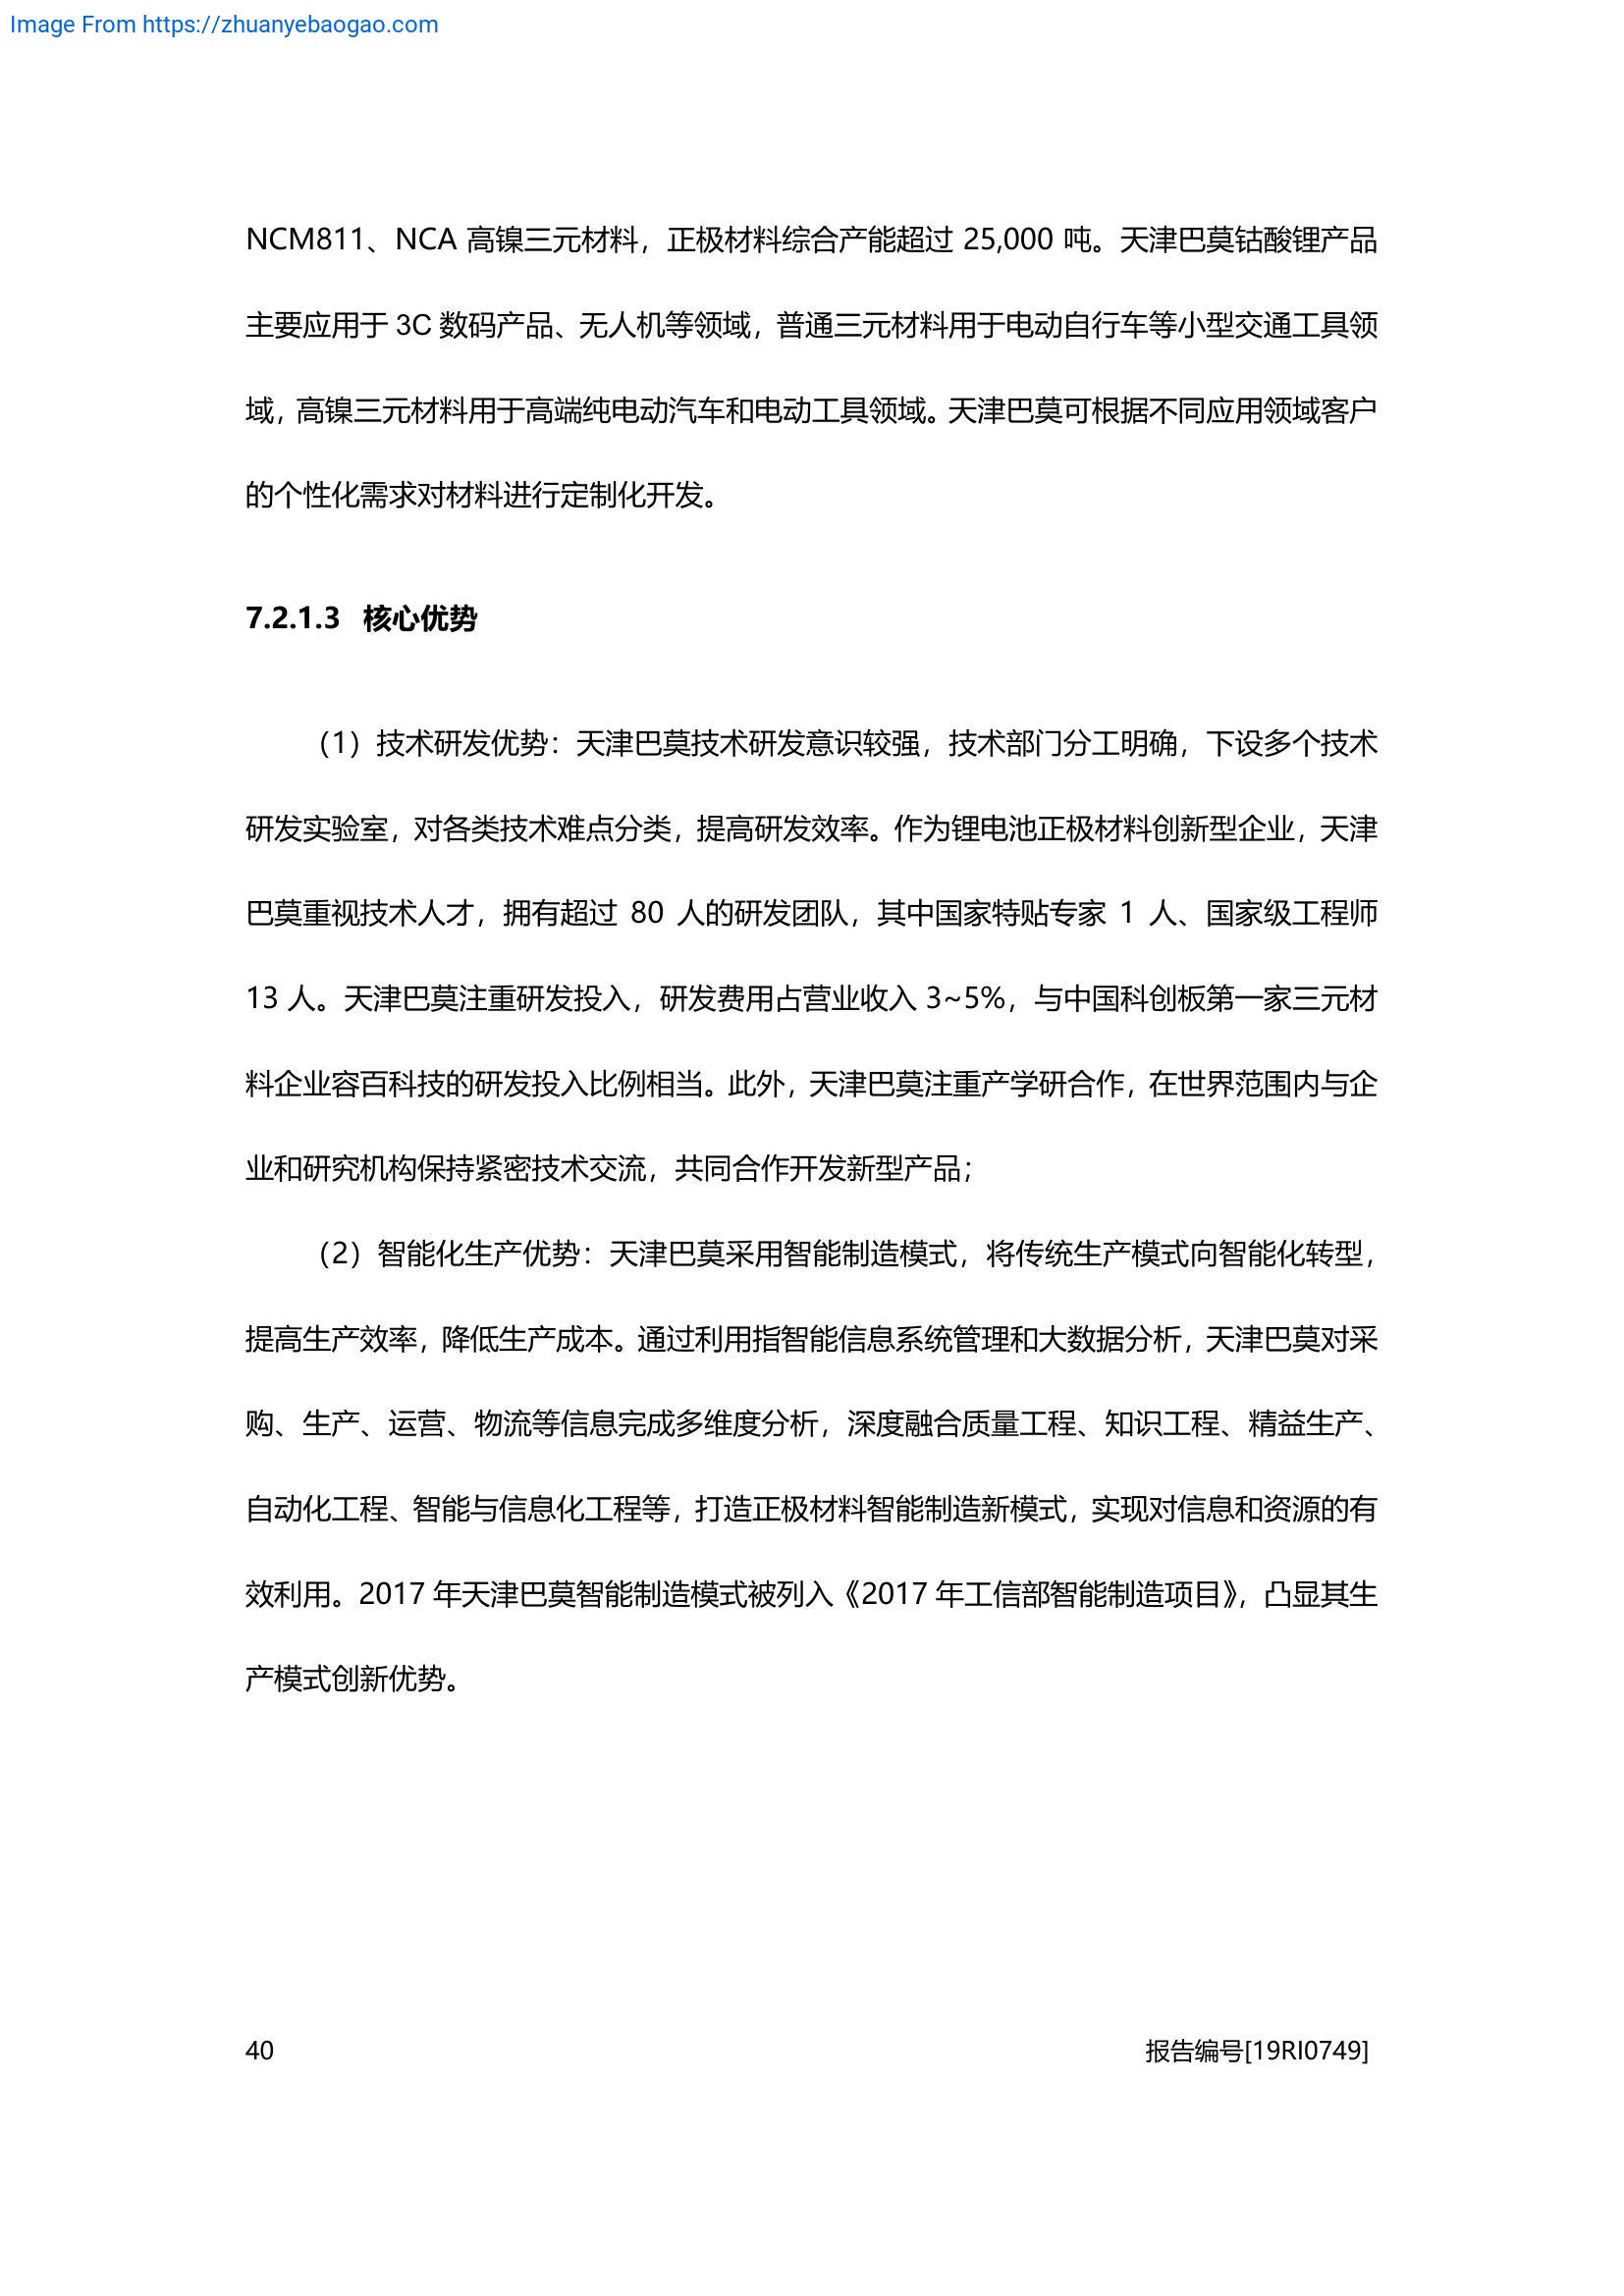 Image From https://zhuanyebaogao.com
NCM811、NCA 高镍三元材料，正极材料综合产能超过 25,000 吨。天津巴莫钴酸锂产品
主要应用于 3C 数码产品、无人机等领域，普通三元材料用于电动自行车等小型交通工具领
域，高镍三元材料用于高端纯电动汽车和电动工具领域。天津巴莫可根据不同应用领域客户
的个性化需求对材料进行定制化开发。
7.2.1.3 核心优势
（1）技术研发优势：天津巴莫技术研发意识较强，技术部门分工明确，下设多个技术
研发实验室，对各类技术难点分类，提高研发效率。作为锂电池正极材料创新型企业，天津
巴莫重视技术人才，拥有超过 80 人的研发团队，其中国家特贴专家 1 人、国家级工程师
13 人。天津巴莫注重研发投入，研发费用占营业收入 3~5%，与中国科创板第一家三元材
料企业容百科技的研发投入比例相当。此外，天津巴莫注重产学研合作，在世界范围内与企
业和研究机构保持紧密技术交流，共同合作开发新型产品；
（2）智能化生产优势：天津巴莫采用智能制造模式，将传统生产模式向智能化转型，
提高生产效率，降低生产成本。通过利用指智能信息系统管理和大数据分析，天津巴莫对采
购、生产、运营、物流等信息完成多维度分析，深度融合质量工程、知识工程、精益生产、
自动化工程、智能与信息化工程等，打造正极材料智能制造新模式，实现对信息和资源的有
效利用。2017 年天津巴莫智能制造模式被列入《2017 年工信部智能制造项目》，凸显其生
产模式创新优势。
40 报告编号[19RI0749]